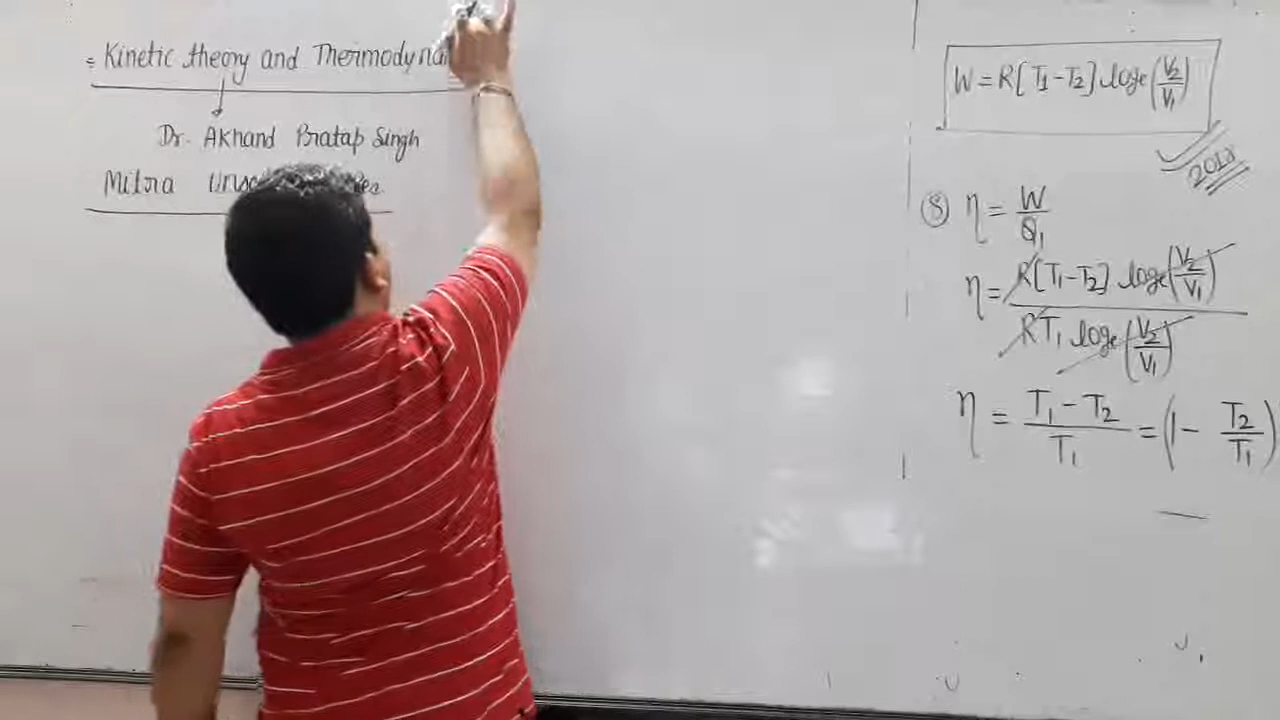 = Kinetic theory and Thermodyna
Dr. Akhand Pratap Singh
Mitra
W = R[T₁-T₂] loge(V₂/V₁)
2018
⑧ η = W/Q₁
η = R[T₁-T₂] loge(V₂/V₁) / RT₁ loge(V₂/V₁)
η = T₁ - T₂ / T₁ = (1 - T₂/T₁)